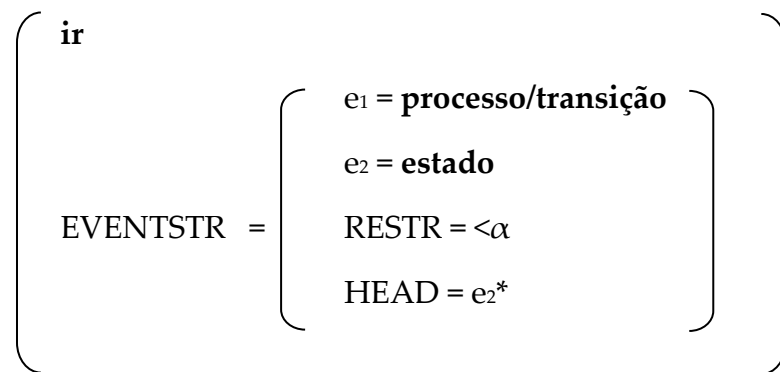 ir
e₁ = processo/transição
e₂ = estado
EVENTSTR =
RESTR = <α
HEAD = e₂*